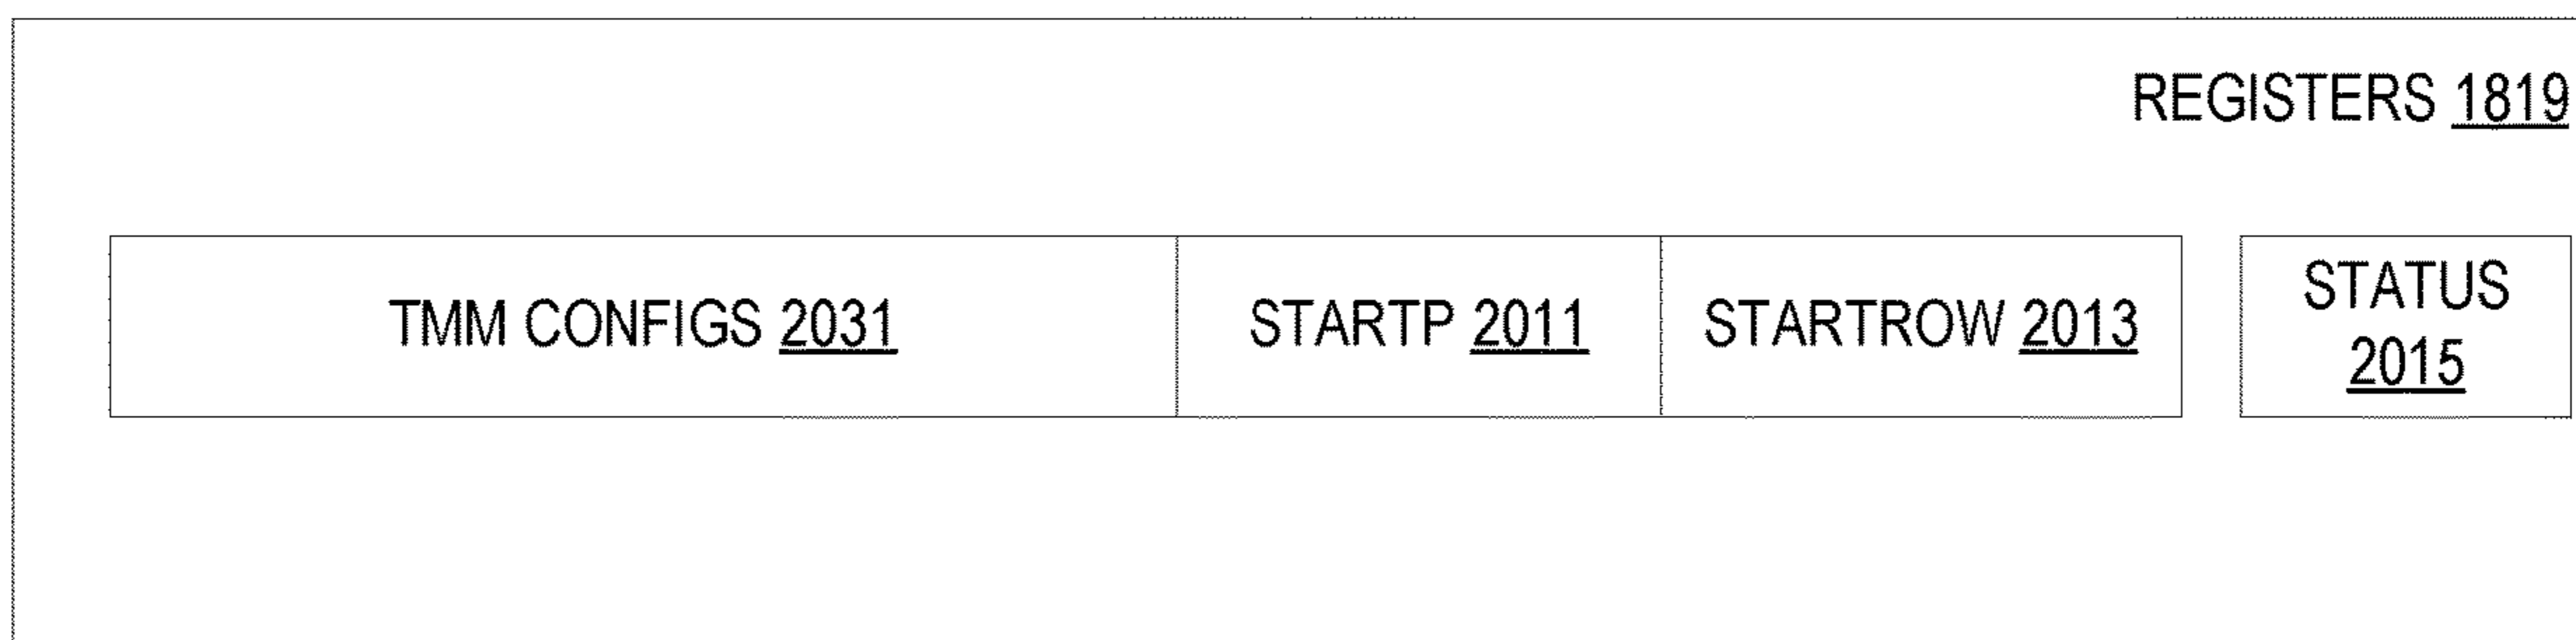 REGISTERS 1819
TMM CONFIGS 2031
STARTP 2011
STARTROW 2013
STATUS
2015